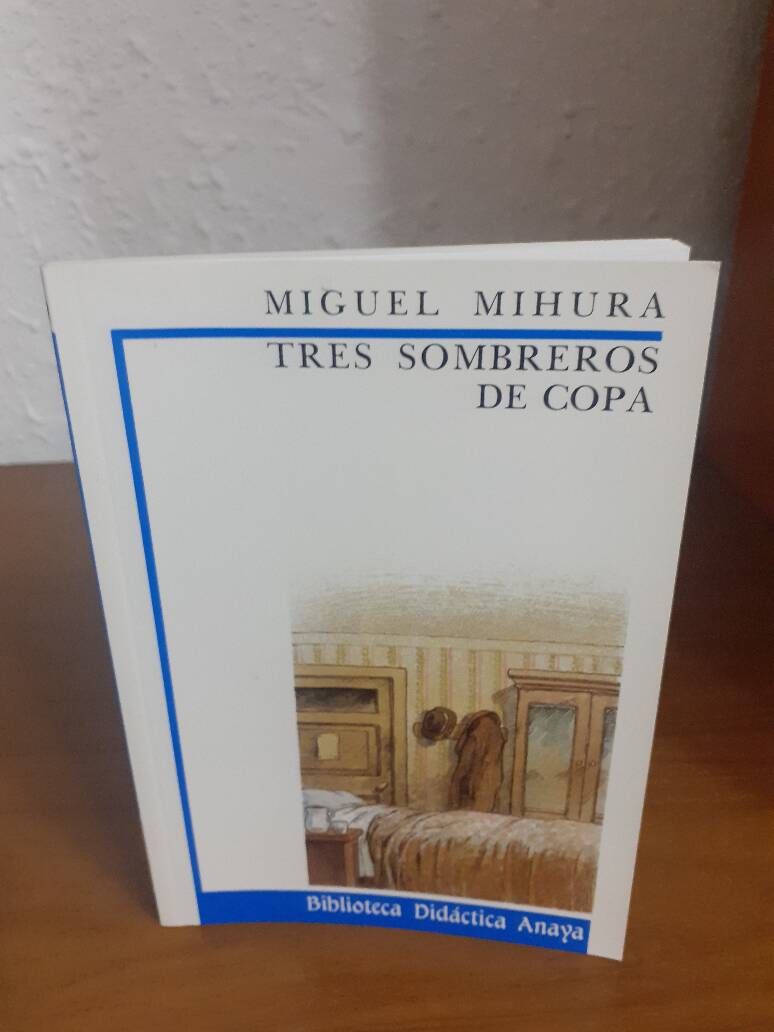 MIGUEL MIHURA
TRES SOMBREROS
DE COPA
Biblioteca Didáctica Anaya